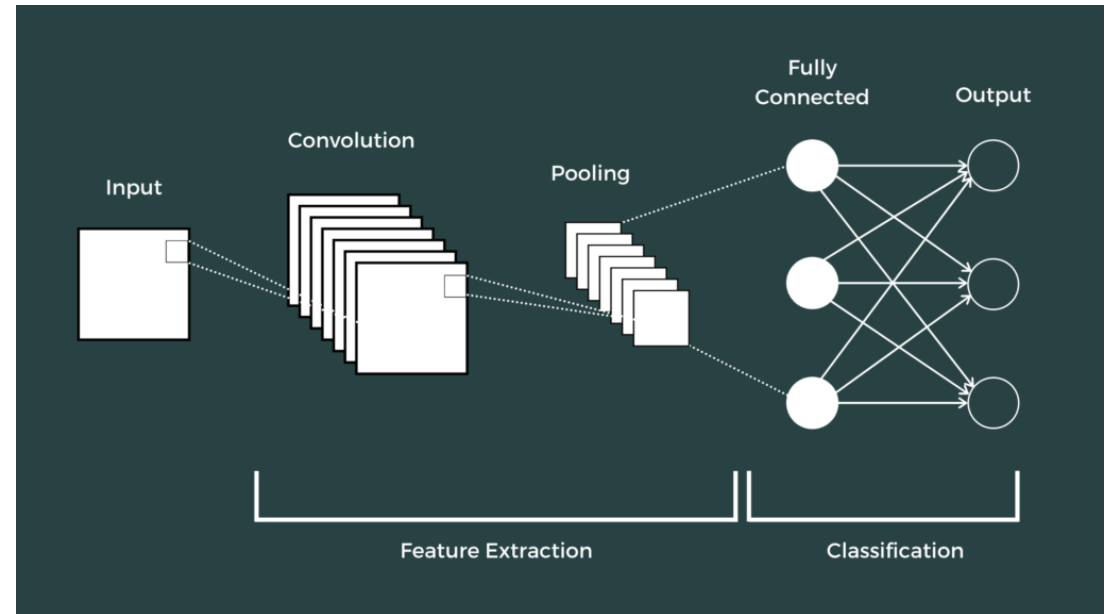 Input
Convolution
Pooling
Fully
Connected
Output
Feature Extraction
Classification